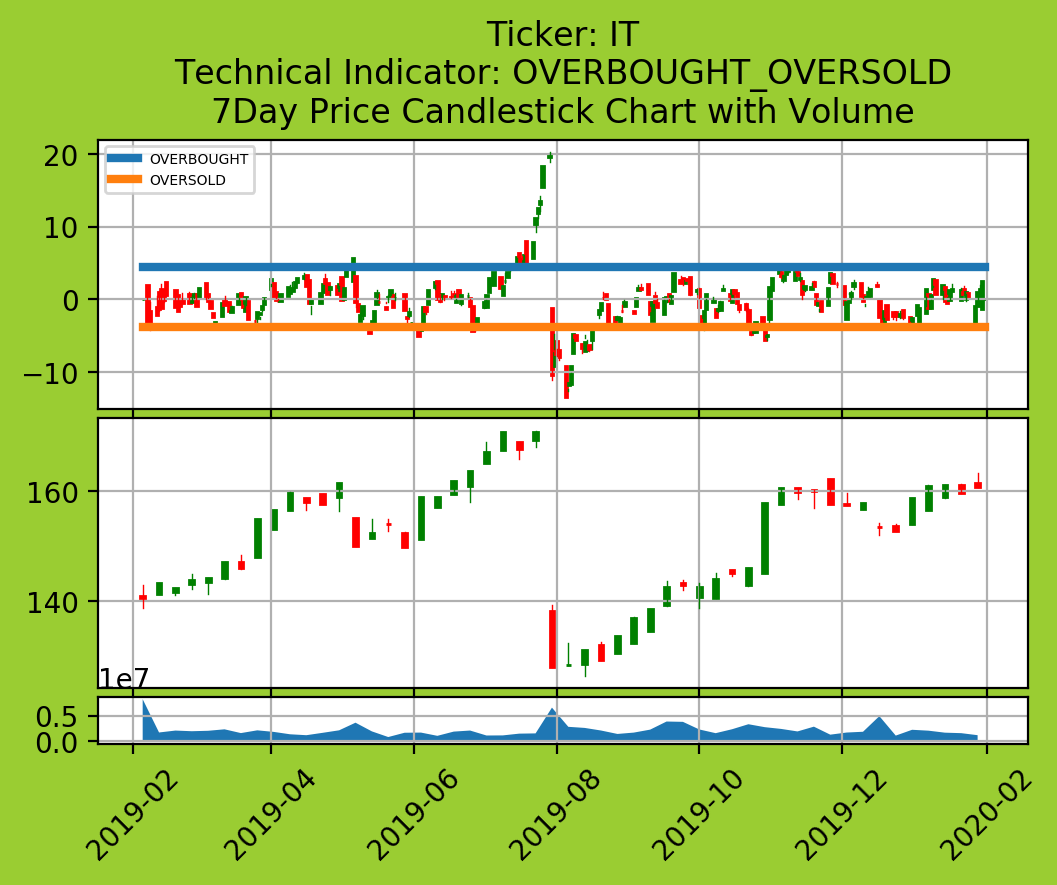 Ticker: IT
Technical Indicator: OVERBOUGHT_OVERSOLD
7Day Price Candlestick Chart with Volume
OVERBOUGHT
OVERSOLD
20
10
0
−10
160
140
1e7
0.5
0.0
2019-02
2019-04
2019-06
2019-08
2019-10
2019-12
2020-02